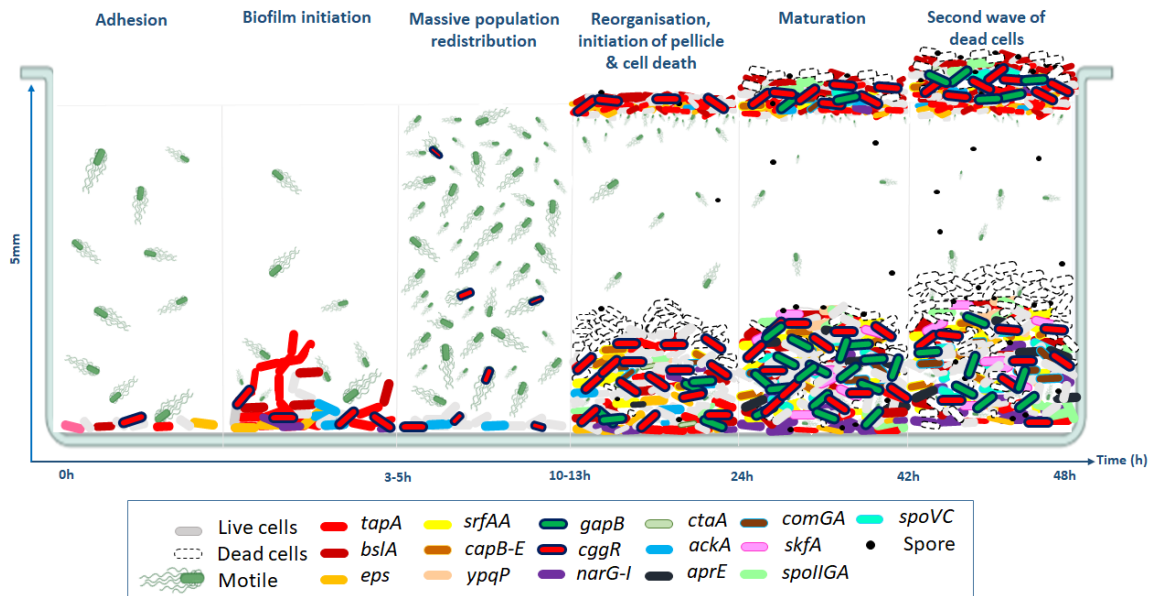 Adhesion
Biofilm initiation
Massive population
redistribution
Reorganisation,
initiation of pellicle
& cell death
Maturation
Second wave of
dead cells
5mm
0h
3-5h
10-13h
24h
42h
48h
Time (h)
Live cells
Dead cells
Motile
tapA
bslA
eps
srfAA
capB-E
ypqP
gapB
cggR
narG-I
ctaA
ackA
aprE
comGA
skfA
spoIIGA
spoVC
Spore